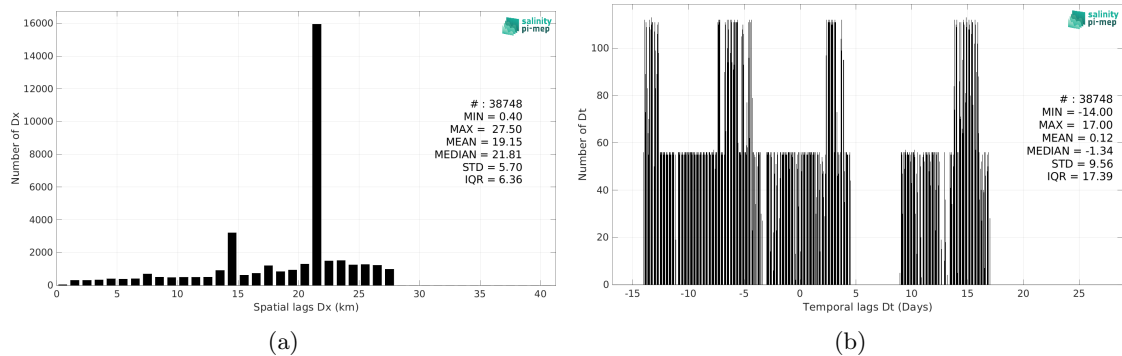 16000
14000
12000
10000
8000
6000
4000
2000
0
Number of Dx
salinity
pi-mep
# : 38748
MIN = 0.40
MAX = 27.50
MEAN = 19.15
MEDIAN = 21.81
STD = 5.70
IQR = 6.36
0 5 10 15 20 25 30 35 40
Spatial lags Dx (km)
(a)
100
80
60
40
20
0
Number of Dt
salinity
pi-mep
# : 38748
MIN = -14.00
MAX = 17.00
MEAN = 0.12
MEDIAN = -1.34
STD = 9.56
IQR = 17.39
-15 -10 -5 0 5 10 15 20 25
Temporal lags Dt (Days)
(b)